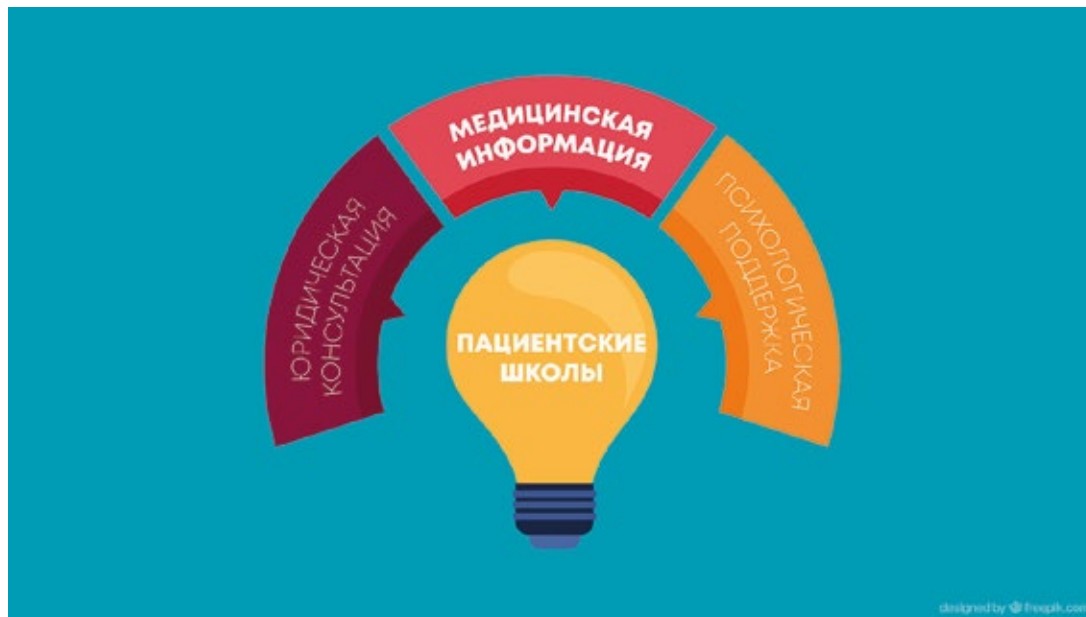 ЮРИДИЧЕСКАЯ
КОНСУЛЬТАЦИЯ
МЕДИЦИНСКАЯ
ИНФОРМАЦИЯ
ПСИХОЛОГИЧЕСКАЯ
ПОДДЕРЖКА
ПАЦИЕНТСКИЕ
ШКОЛЫ
designed by freepik.com